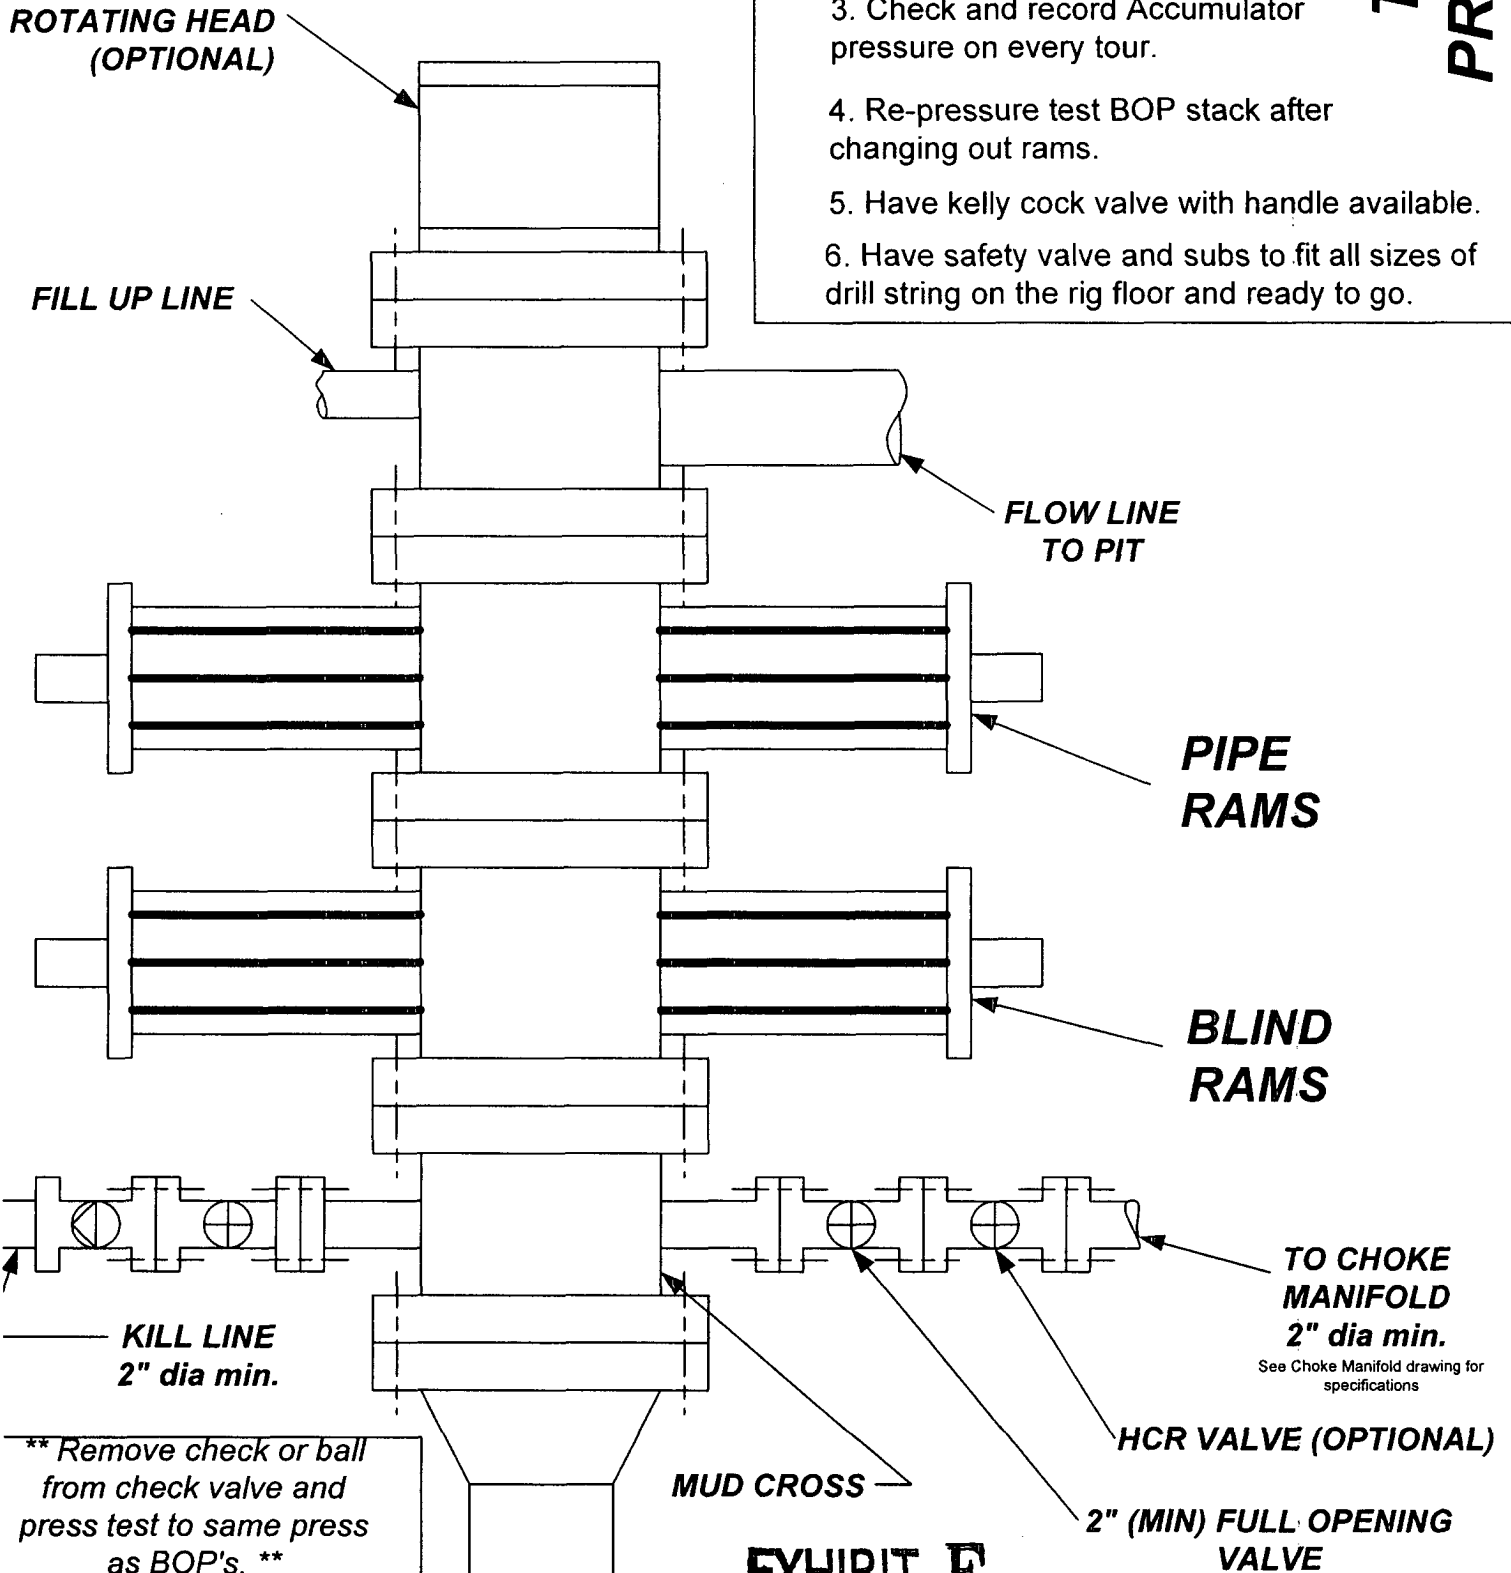 ROTATING HEAD
(OPTIONAL)
3. Check and record Accumulator
pressure on every tour.
4. Re-pressure test BOP stack after
changing out rams.
5. Have kelly cock valve with handle available.
6. Have safety valve and subs to fit all sizes of
drill string on the rig floor and ready to go.
FILL UP LINE
FLOW LINE
TO PIT
PIPE
RAMS
BLIND
RAMS
TO CHOKE
MANIFOLD
2" dia min.
See Choke Manifold drawing for
specifications
KILL LINE
2" dia min.
HCR VALVE (OPTIONAL)
** Remove check or ball
from check valve and
press test to same press
as BOP's. **
MUD CROSS
2" (MIN) FULL OPENING
VALVE
EXHIBIT